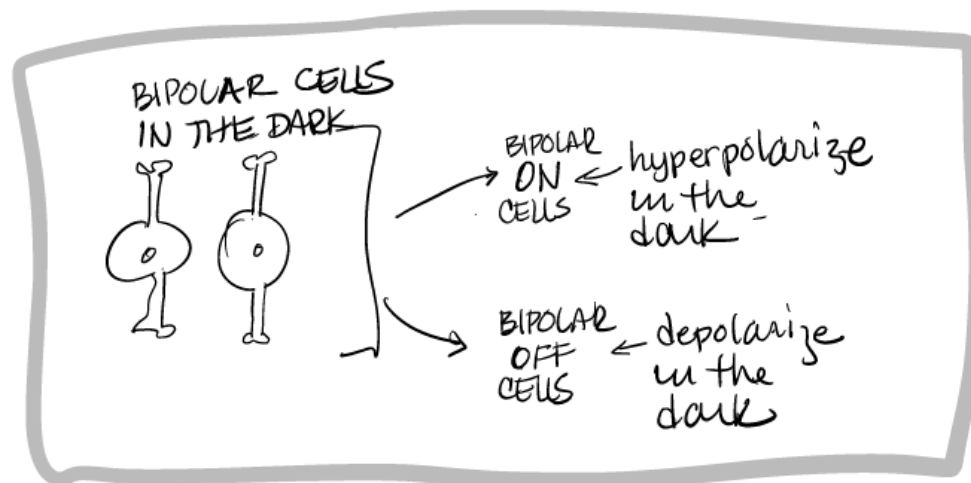 BIPOLAR CELLS
IN THE DARK
BIPOLAR
ON
CELLS
hyperpolarize
in the
dark
BIPOLAR
OFF
CELLS
depolarize
in the
dark